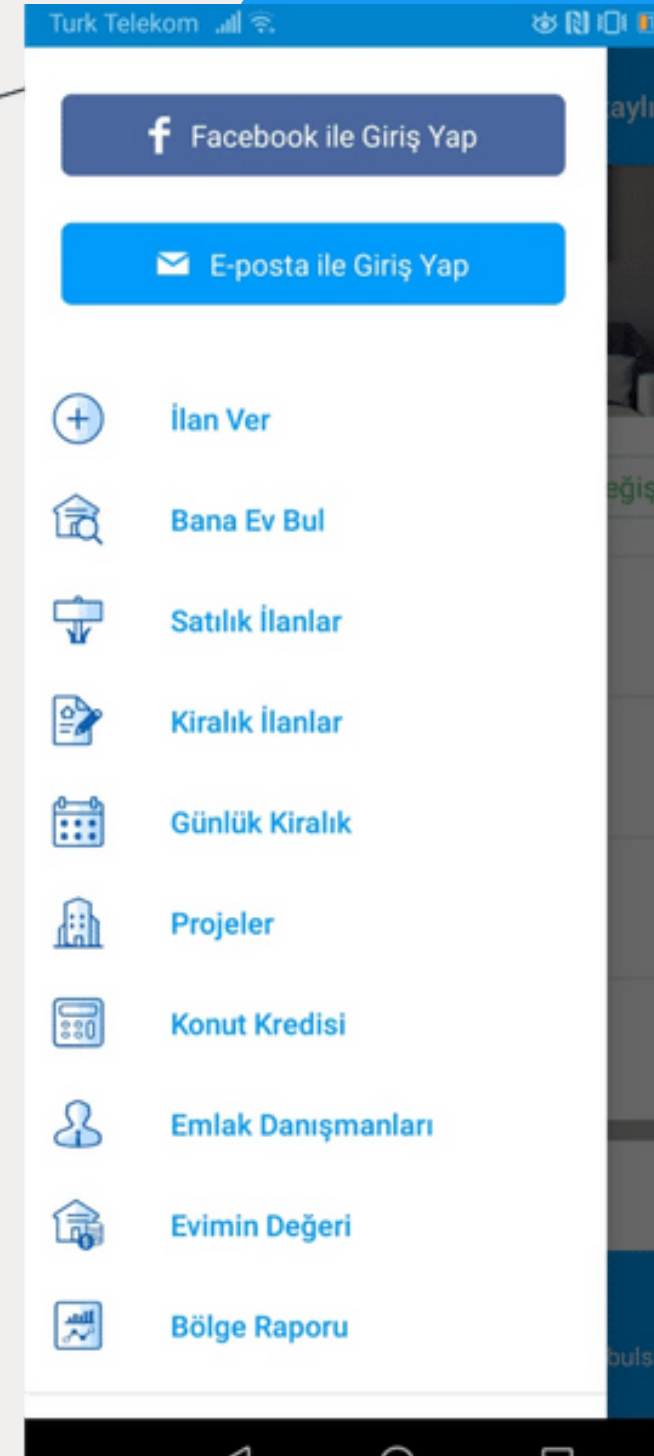 Turk Telekom
Facebook ile Giriş Yap
E-posta ile Giriş Yap
İlan Ver
Bana Ev Bul
Satılık İlanlar
Kiralık İlanlar
Günlük Kiralık
Projeler
Konut Kredisi
Emlak Danışmanları
Evimin Değeri
Bölge Raporu